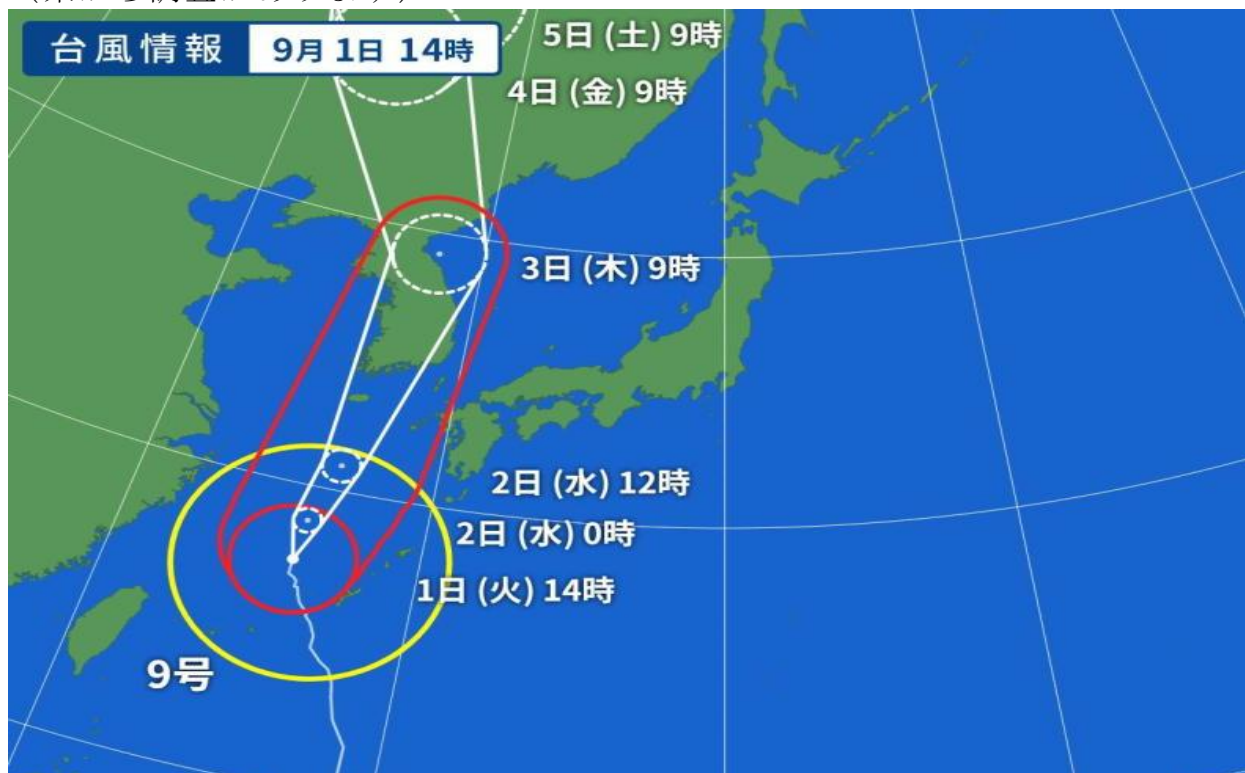 台風情報 9月1日 14時
5日(土)9時
4日(金)9時
3日(木)9時
2日(水)12時
2日(水)0時
1日(火)14時
9号